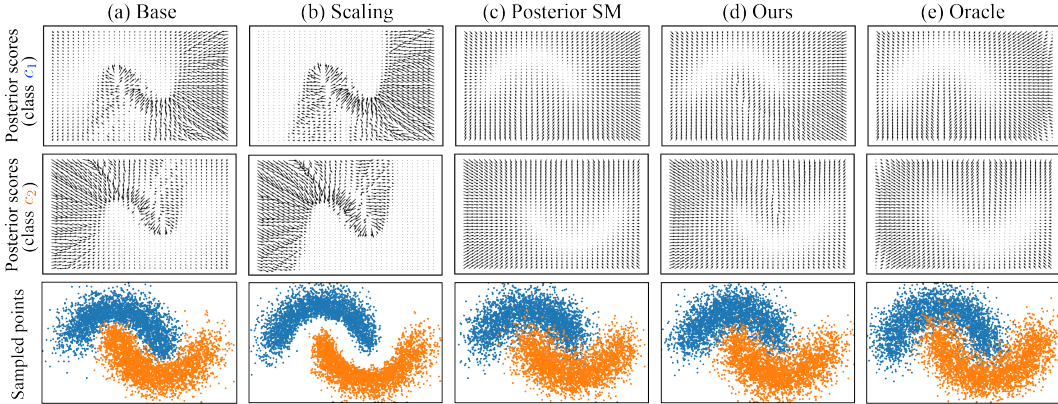 (a) Base
(b) Scaling
(c) Posterior SM
(d) Ours
(e) Oracle
Posterior scores
(class c₁)
Posterior scores
(class c₂)
Sampled points